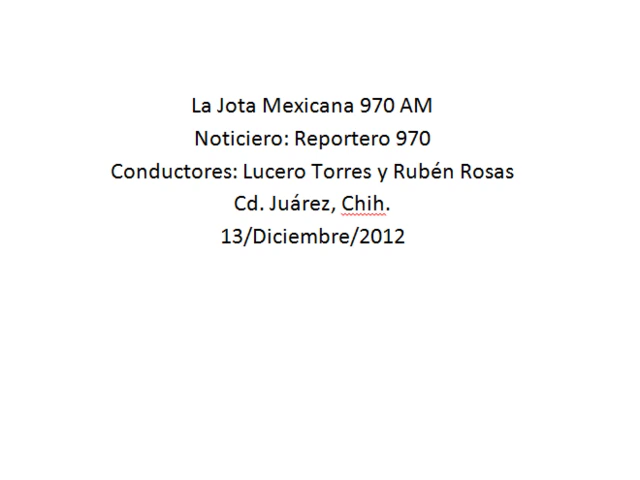 La Jota Mexicana 970 AM
Noticiero: Reportero 970
Conductores: Lucero Torres y Rubén Rosas
Cd. Juárez, Chih.
13/Diciembre/2012